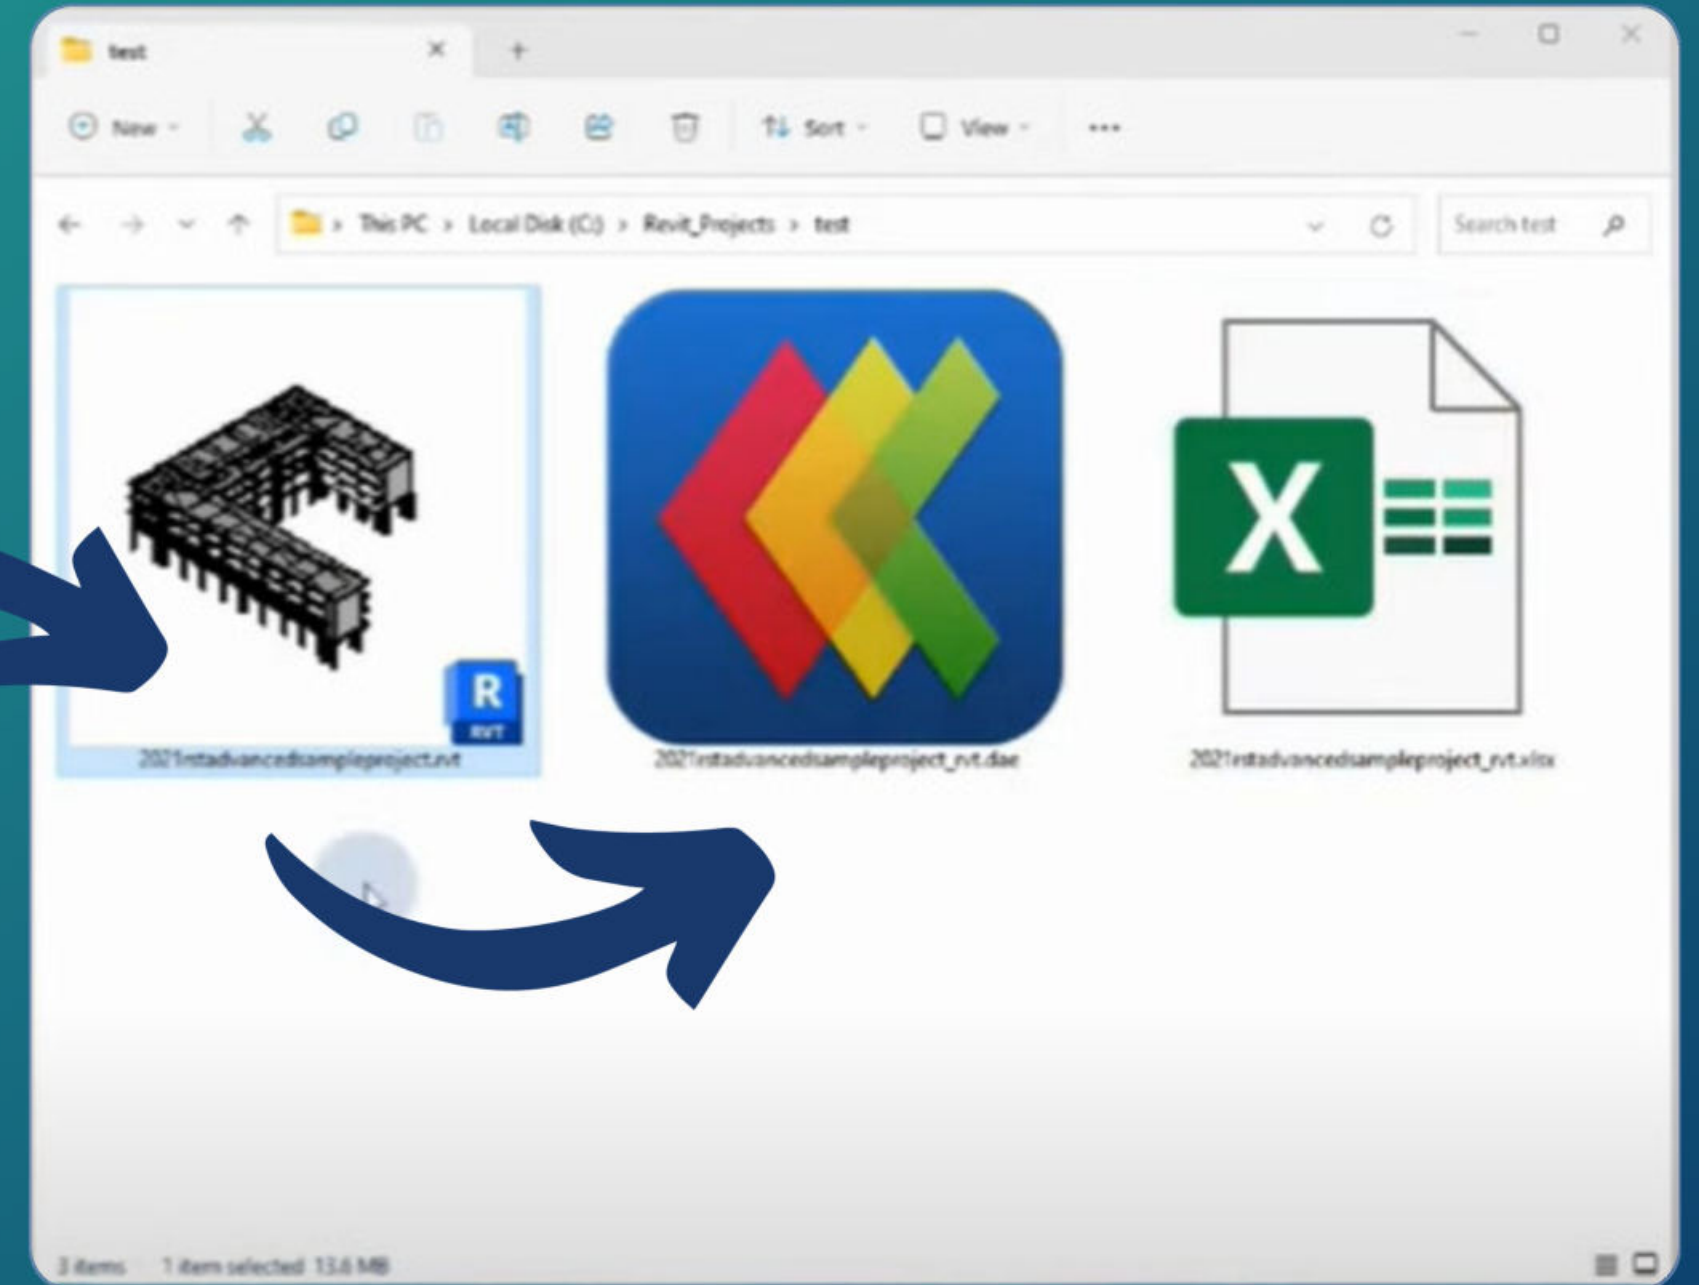 test
New
Sort
View
This PC > Local Disk (C:) > Revit_Projects > test
Search test
R
RVT
X
2021rstadvancedsampleproject.rvt
2021rstadvancedsampleproject_rvt.dae
2021rstadvancedsampleproject_rvt.xlsx
3 items 1 item selected 13.6 MB